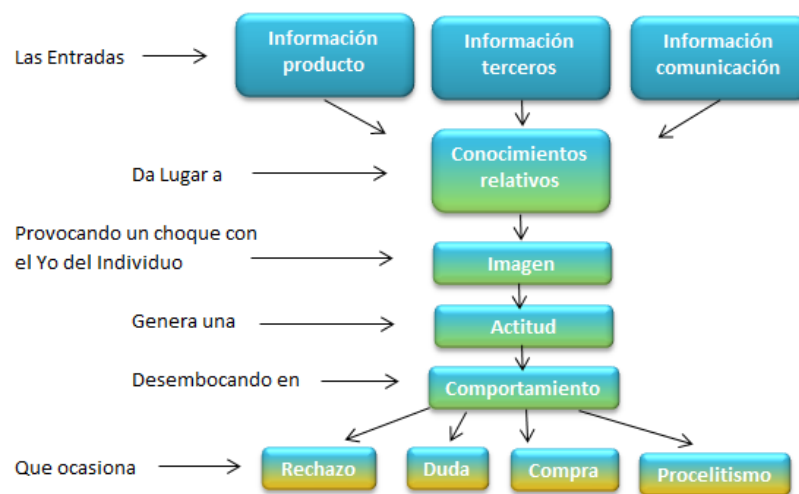 Las Entradas
Información
producto
Información
terceros
Información
comunicación
Da Lugar a
Conocimientos
relativos
Provocando un choque con
el Yo del Individuo
Imagen
Genera una
Actitud
Desembocando en
Comportamiento
Que ocasiona
Rechazo
Duda
Compra
Procelitismo